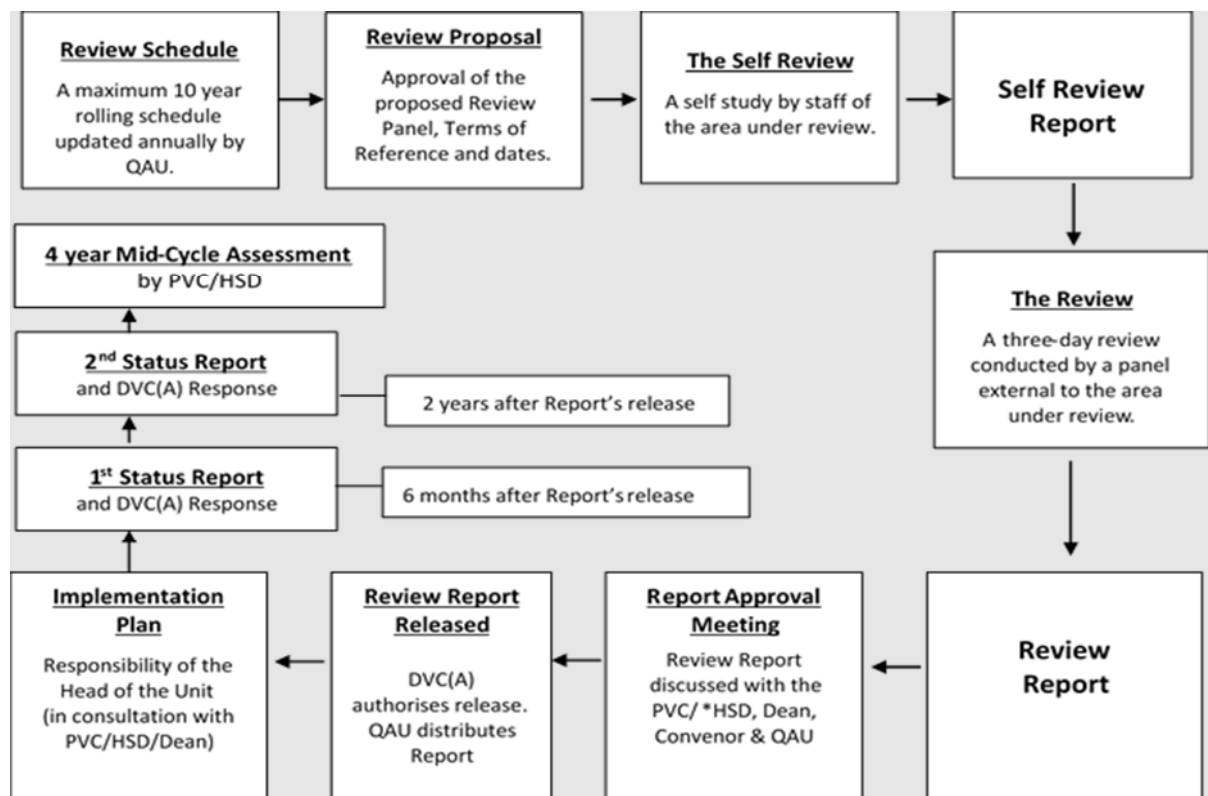 Review Schedule
A maximum 10 year
rolling schedule
updated annually by
QAU.
Review Proposal
Approval of the
proposed Review
Panel, Terms of
Reference and dates.
The Self Review
A self study by staff of
the area under review.
Self Review
Report
The Review
A three-day review
conducted by a panel
external to the area
under review.
Review
Report
Report Approval
Meeting
Review Report
discussed with the
PVC/ *HSD, Dean,
Convenor & QAU
Review Report
Released
DVC(A)
authorises release.
QAU distributes
Report
Implementation
Plan
Responsibility of the
Head of the Unit
(in consultation with
PVC/HSD/Dean)
1st Status Report
and DVC(A) Response
6 months after Report's release
2nd Status Report
and DVC(A) Response
2 years after Report's release
4 year Mid-Cycle Assessment
by PVC/HSD